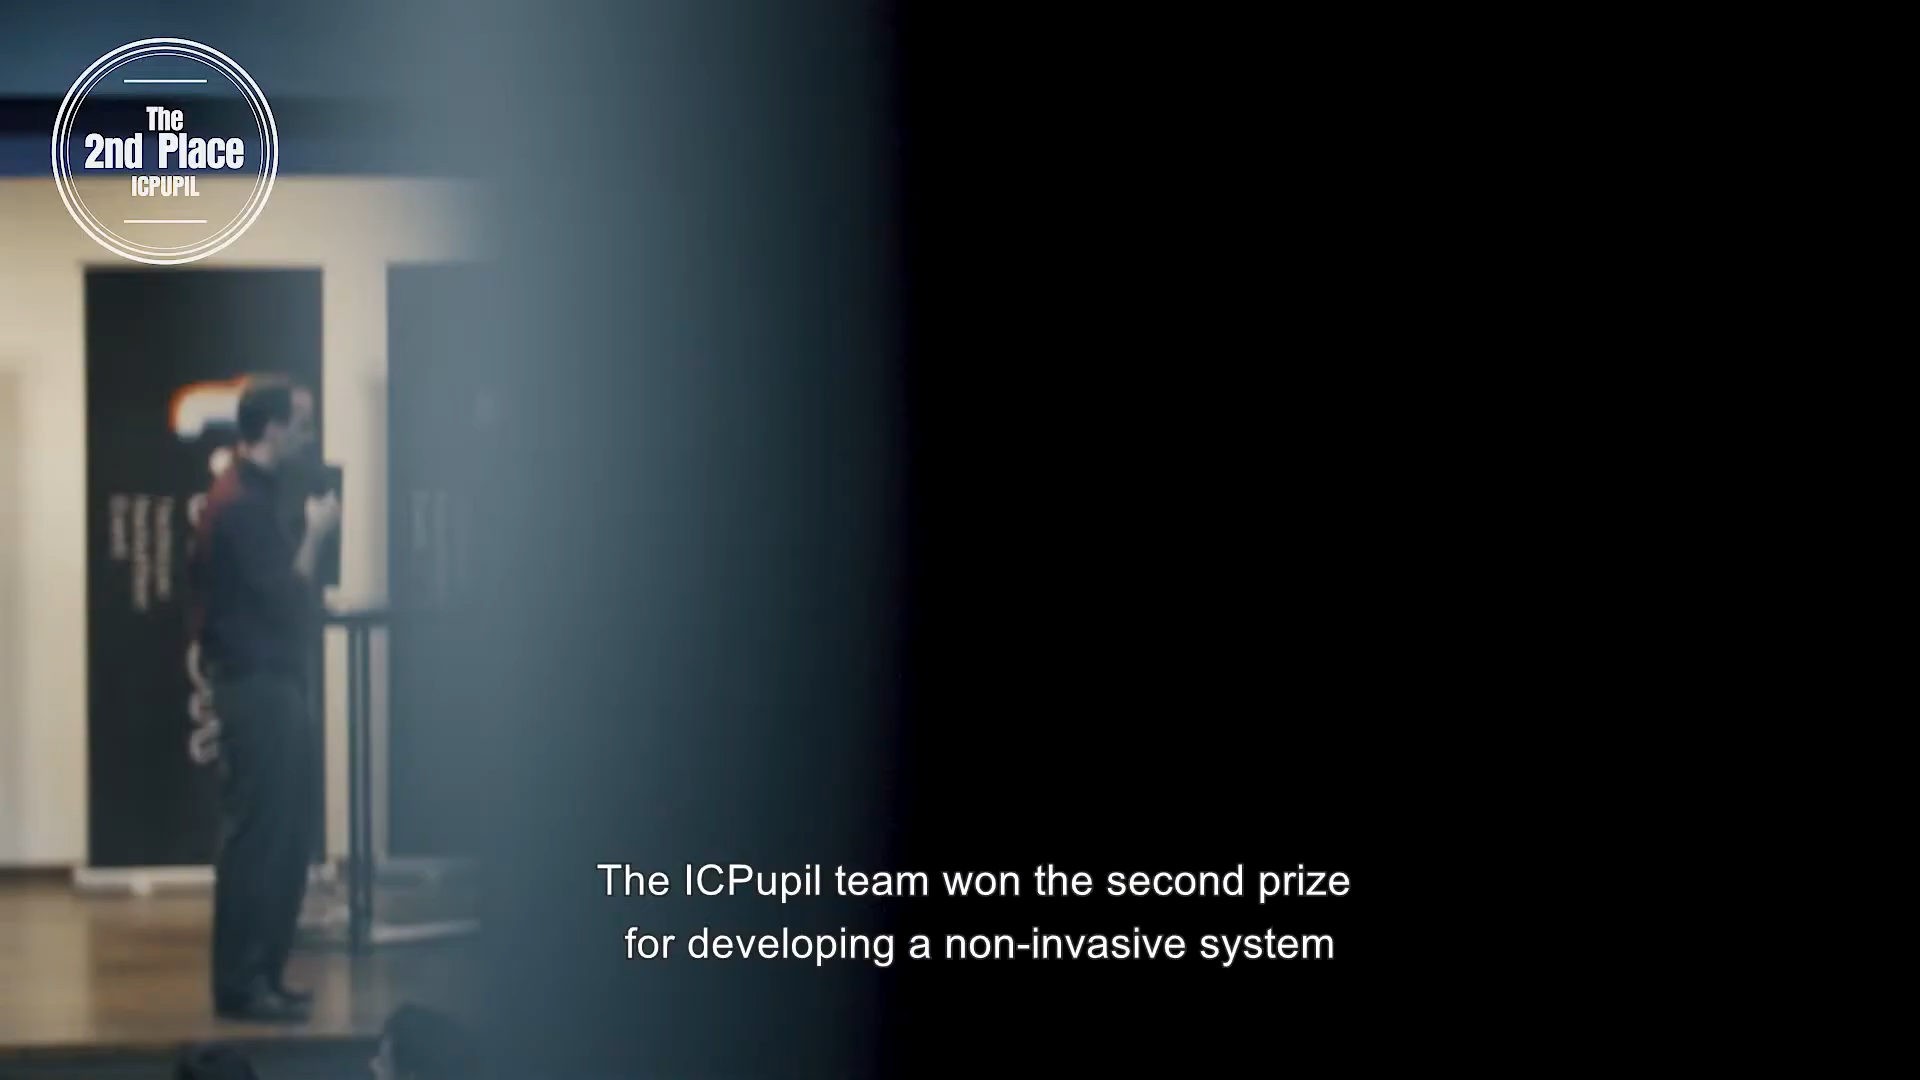 The
2nd Place
ICPUPIL
The ICPupil team won the second prize
for developing a non-invasive system